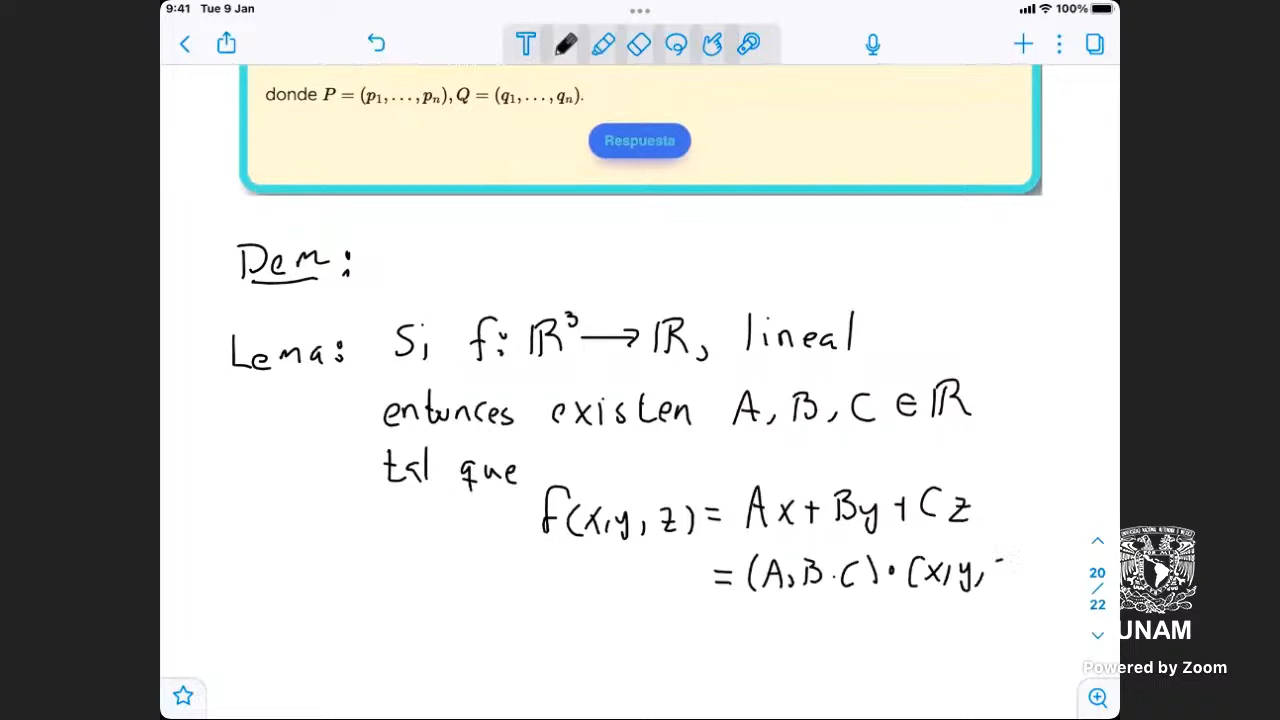 9:41 Tue 9 Jan 100%
donde P = (p₁, . . . , pₙ), Q = (q₁, . . . , qₙ).
Respuesta
Dem:
Lema: Si f: ℝ³ ⟶ ℝ, lineal
entonces existen A, B, C ∈ ℝ
tal que
f(x,y,z) = Ax + By + Cz
= (A, B . C) • (x, y,
20
/
22
UNAM
Powered by Zoom